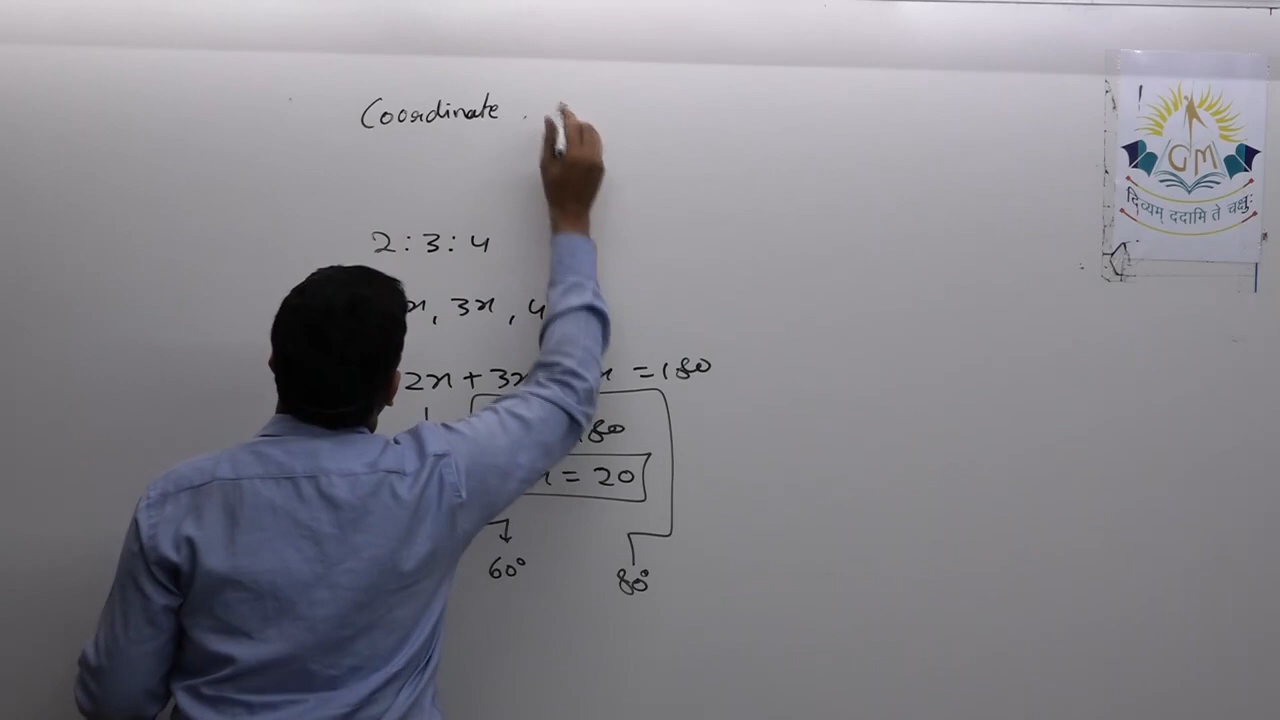 Coordinate
2 : 3 : 4
x, 3x, 4
2x + 3x x = 180
180
x = 20
60°
80°
GM
दिव्यम् ददामि ते चक्षुः